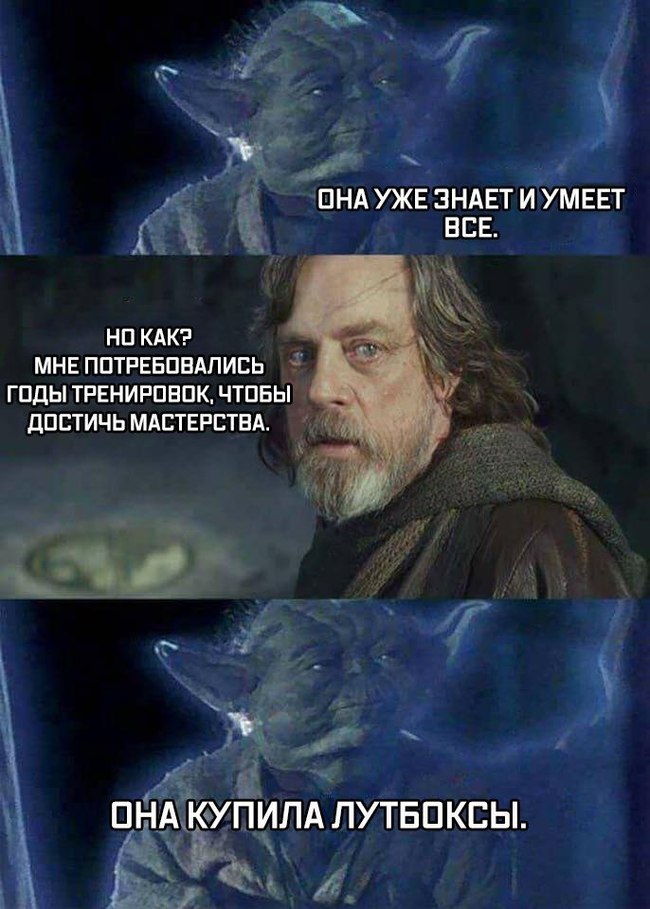 ОНА УЖЕ ЗНАЕТ И УМЕЕТ
ВСЕ.
НО КАК?
МНЕ ПОТРЕБОВАЛИСЬ
ГОДЫ ТРЕНИРОВОК, ЧТОБЫ
ДОСТИЧЬ МАСТЕРСТВА.
ОНА КУПИЛА ЛУТБОКСЫ.